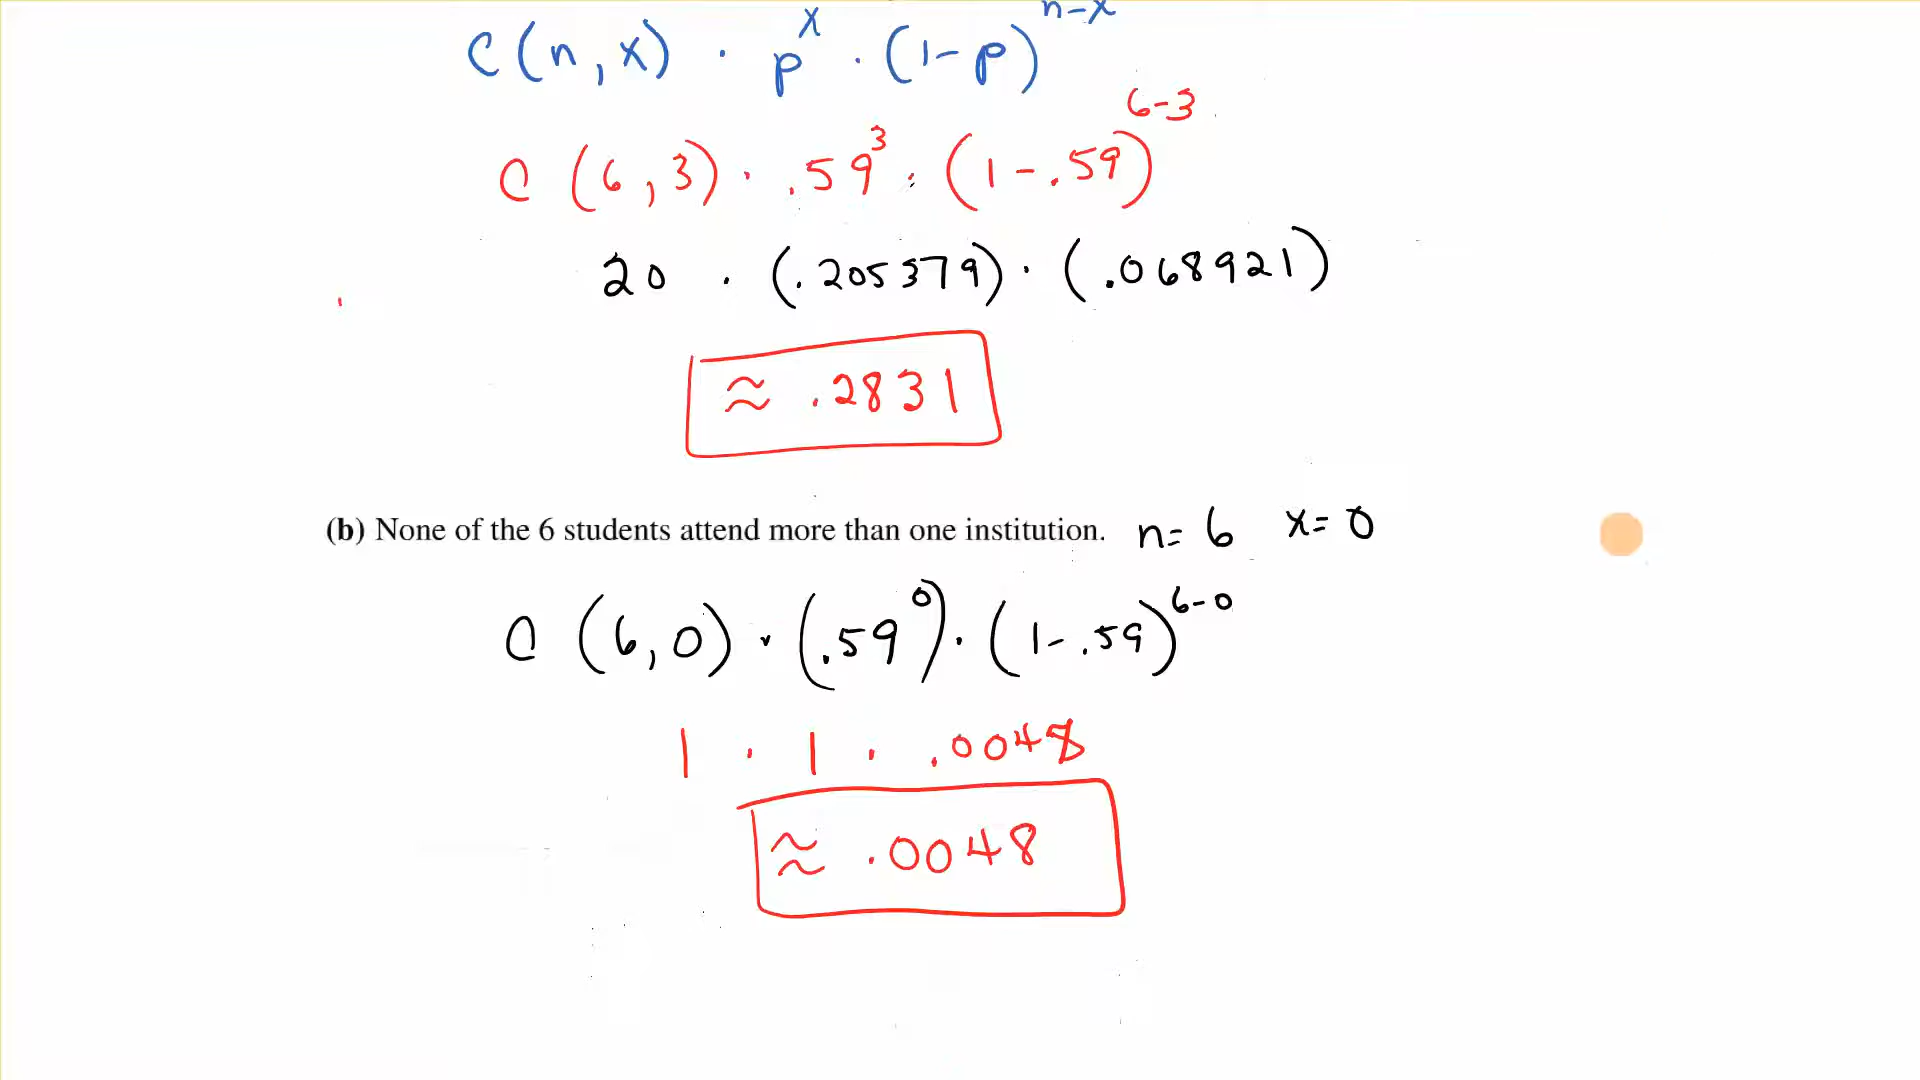 C(n,x) · p^x · (1-p)^n-x
C (6,3) · .59^3 · (1-.59)^6-3
20 · (.205379) · (.068921)
≈ .2831
(b) None of the 6 students attend more than one institution. n= 6 x= 0
C (6,0) · (.59^0) · (1-.59)^6-0
1 · 1 · .0048
≈ .0048